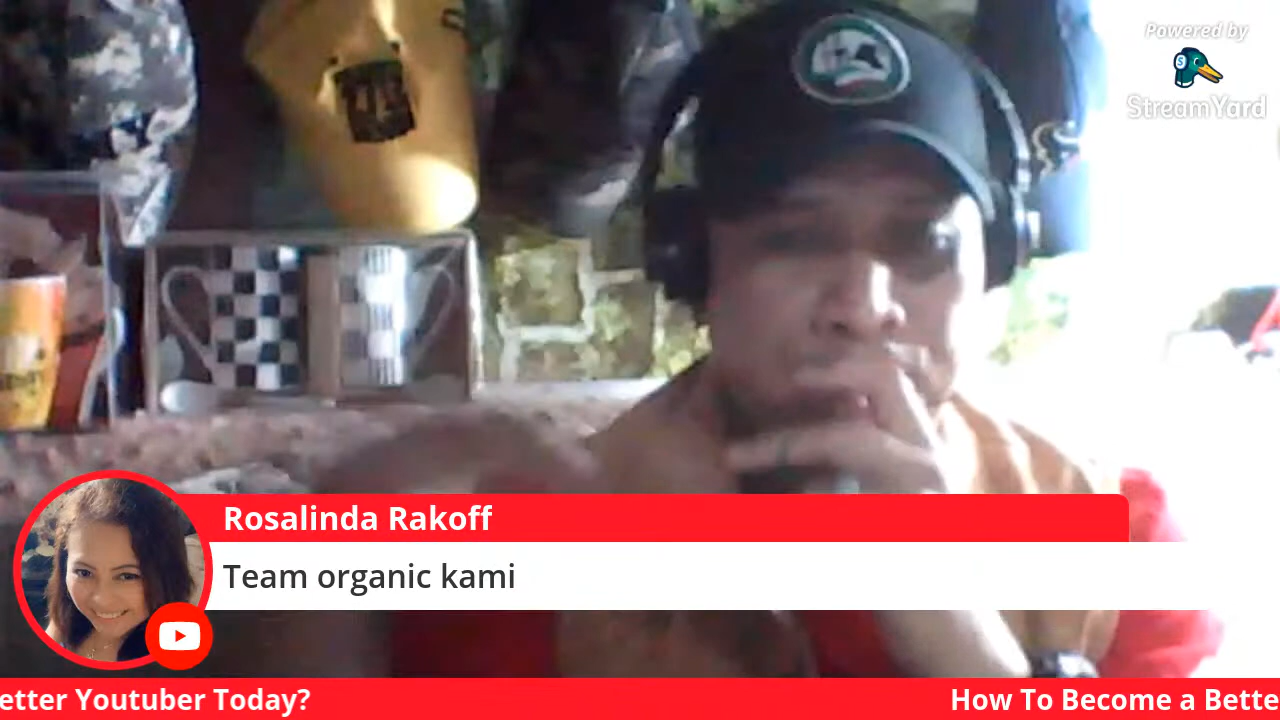 Powered by
StreamYard
Rosalinda Rakoff
Team organic kami
etter Youtuber Today?
How To Become a Bette